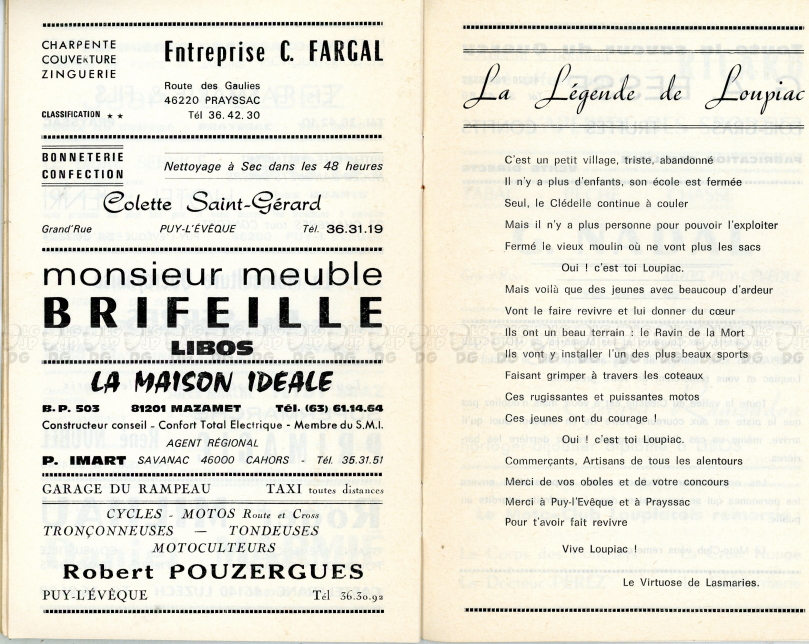 CHARPENTE
COUVERTURE
ZINGUERIE
Entreprise C. FARGAL
Route des Gaulies
46220 PRAYSSAC
CLASSIFICATION ★ ★
Tél 36.42.30
BONNETERIE
CONFECTION
Nettoyage à Sec dans les 48 heures
Colette Saint-Gérard
Grand'Rue PUY-L'ÉVÊQUE Tél. 36.31.19
monsieur meuble
BRIFEILLE
LIBOS
LA MAISON IDEALE
B. P. 503 81201 MAZAMET Tél. (63) 61.14.64
Constructeur conseil - Confort Total Electrique - Membre du S.M.I.
AGENT RÉGIONAL
P. IMART SAVANAC 46000 CAHORS - Tél. 35.31.51
GARAGE DU RAMPEAU TAXI toutes distances
CYCLES - MOTOS Route et Cross
TRONÇONNEUSES — TONDEUSES
MOTOCULTEURS
Robert POUZERGUES
PUY-L'ÉVÊQUE Tél 36.30.92
La Légende de Loupiac
C'est un petit village, triste, abandonné
Il n'y a plus d'enfants, son école est fermée
Seul, le Clédelle continue à couler
Mais il n'y a plus personne pour pouvoir l'exploiter
Fermé le vieux moulin où ne vont plus les sacs
Oui ! c'est toi Loupiac.
Mais voilà que des jeunes avec beaucoup d'ardeur
Vont le faire revivre et lui donner du cœur
Ils ont un beau terrain : le Ravin de la Mort
Ils vont y installer l'un des plus beaux sports
Faisant grimper à travers les coteaux
Ces rugissantes et puissantes motos
Ces jeunes ont du courage !
Oui ! c'est toi Loupiac.
Commerçants, Artisans de tous les alentours
Merci de vos oboles et de votre concours
Merci à Puy-l'Evêque et à Prayssac
Pour t'avoir fait revivre
Vive Loupiac !
Le Virtuose de Lasmaries.